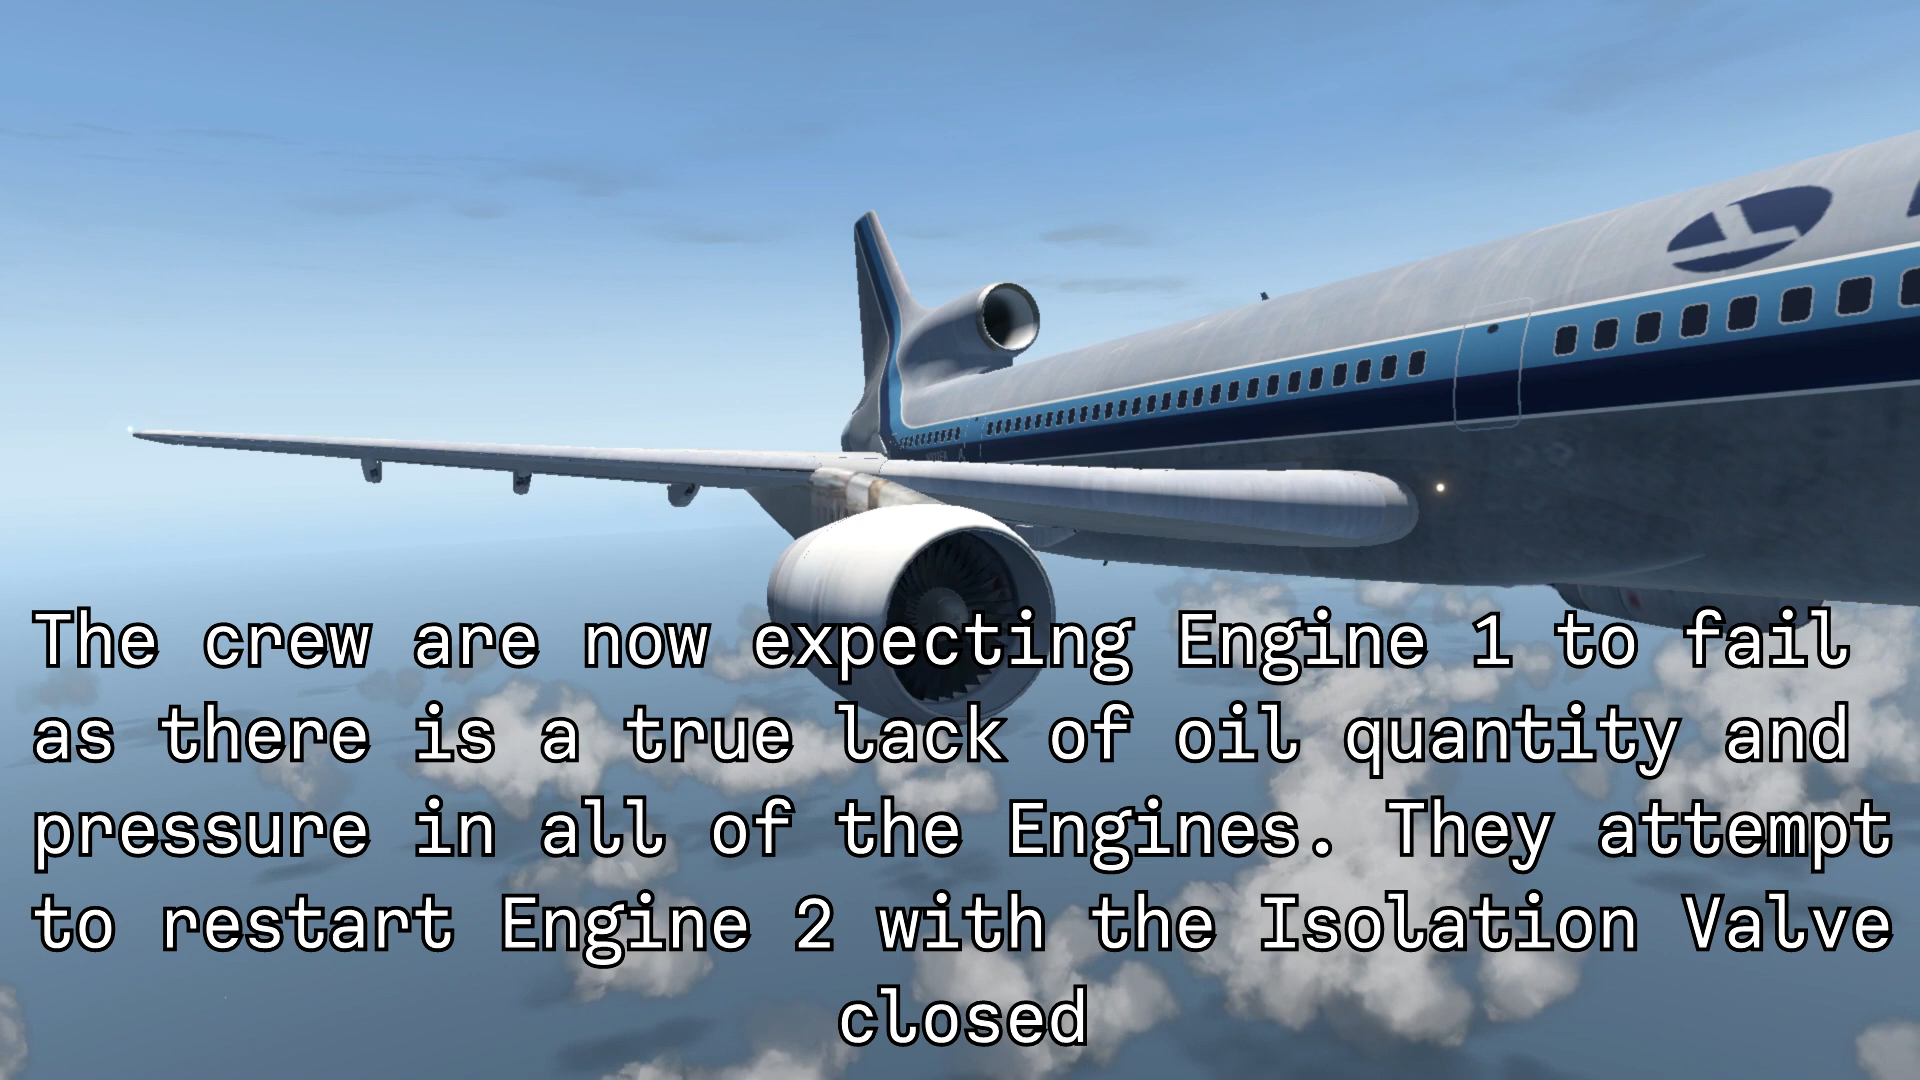 The crew are now expecting Engine 1 to fail
as there is a true lack of oil quantity and
pressure in all of the Engines. They attempt
to restart Engine 2 with the Isolation Valve
closed